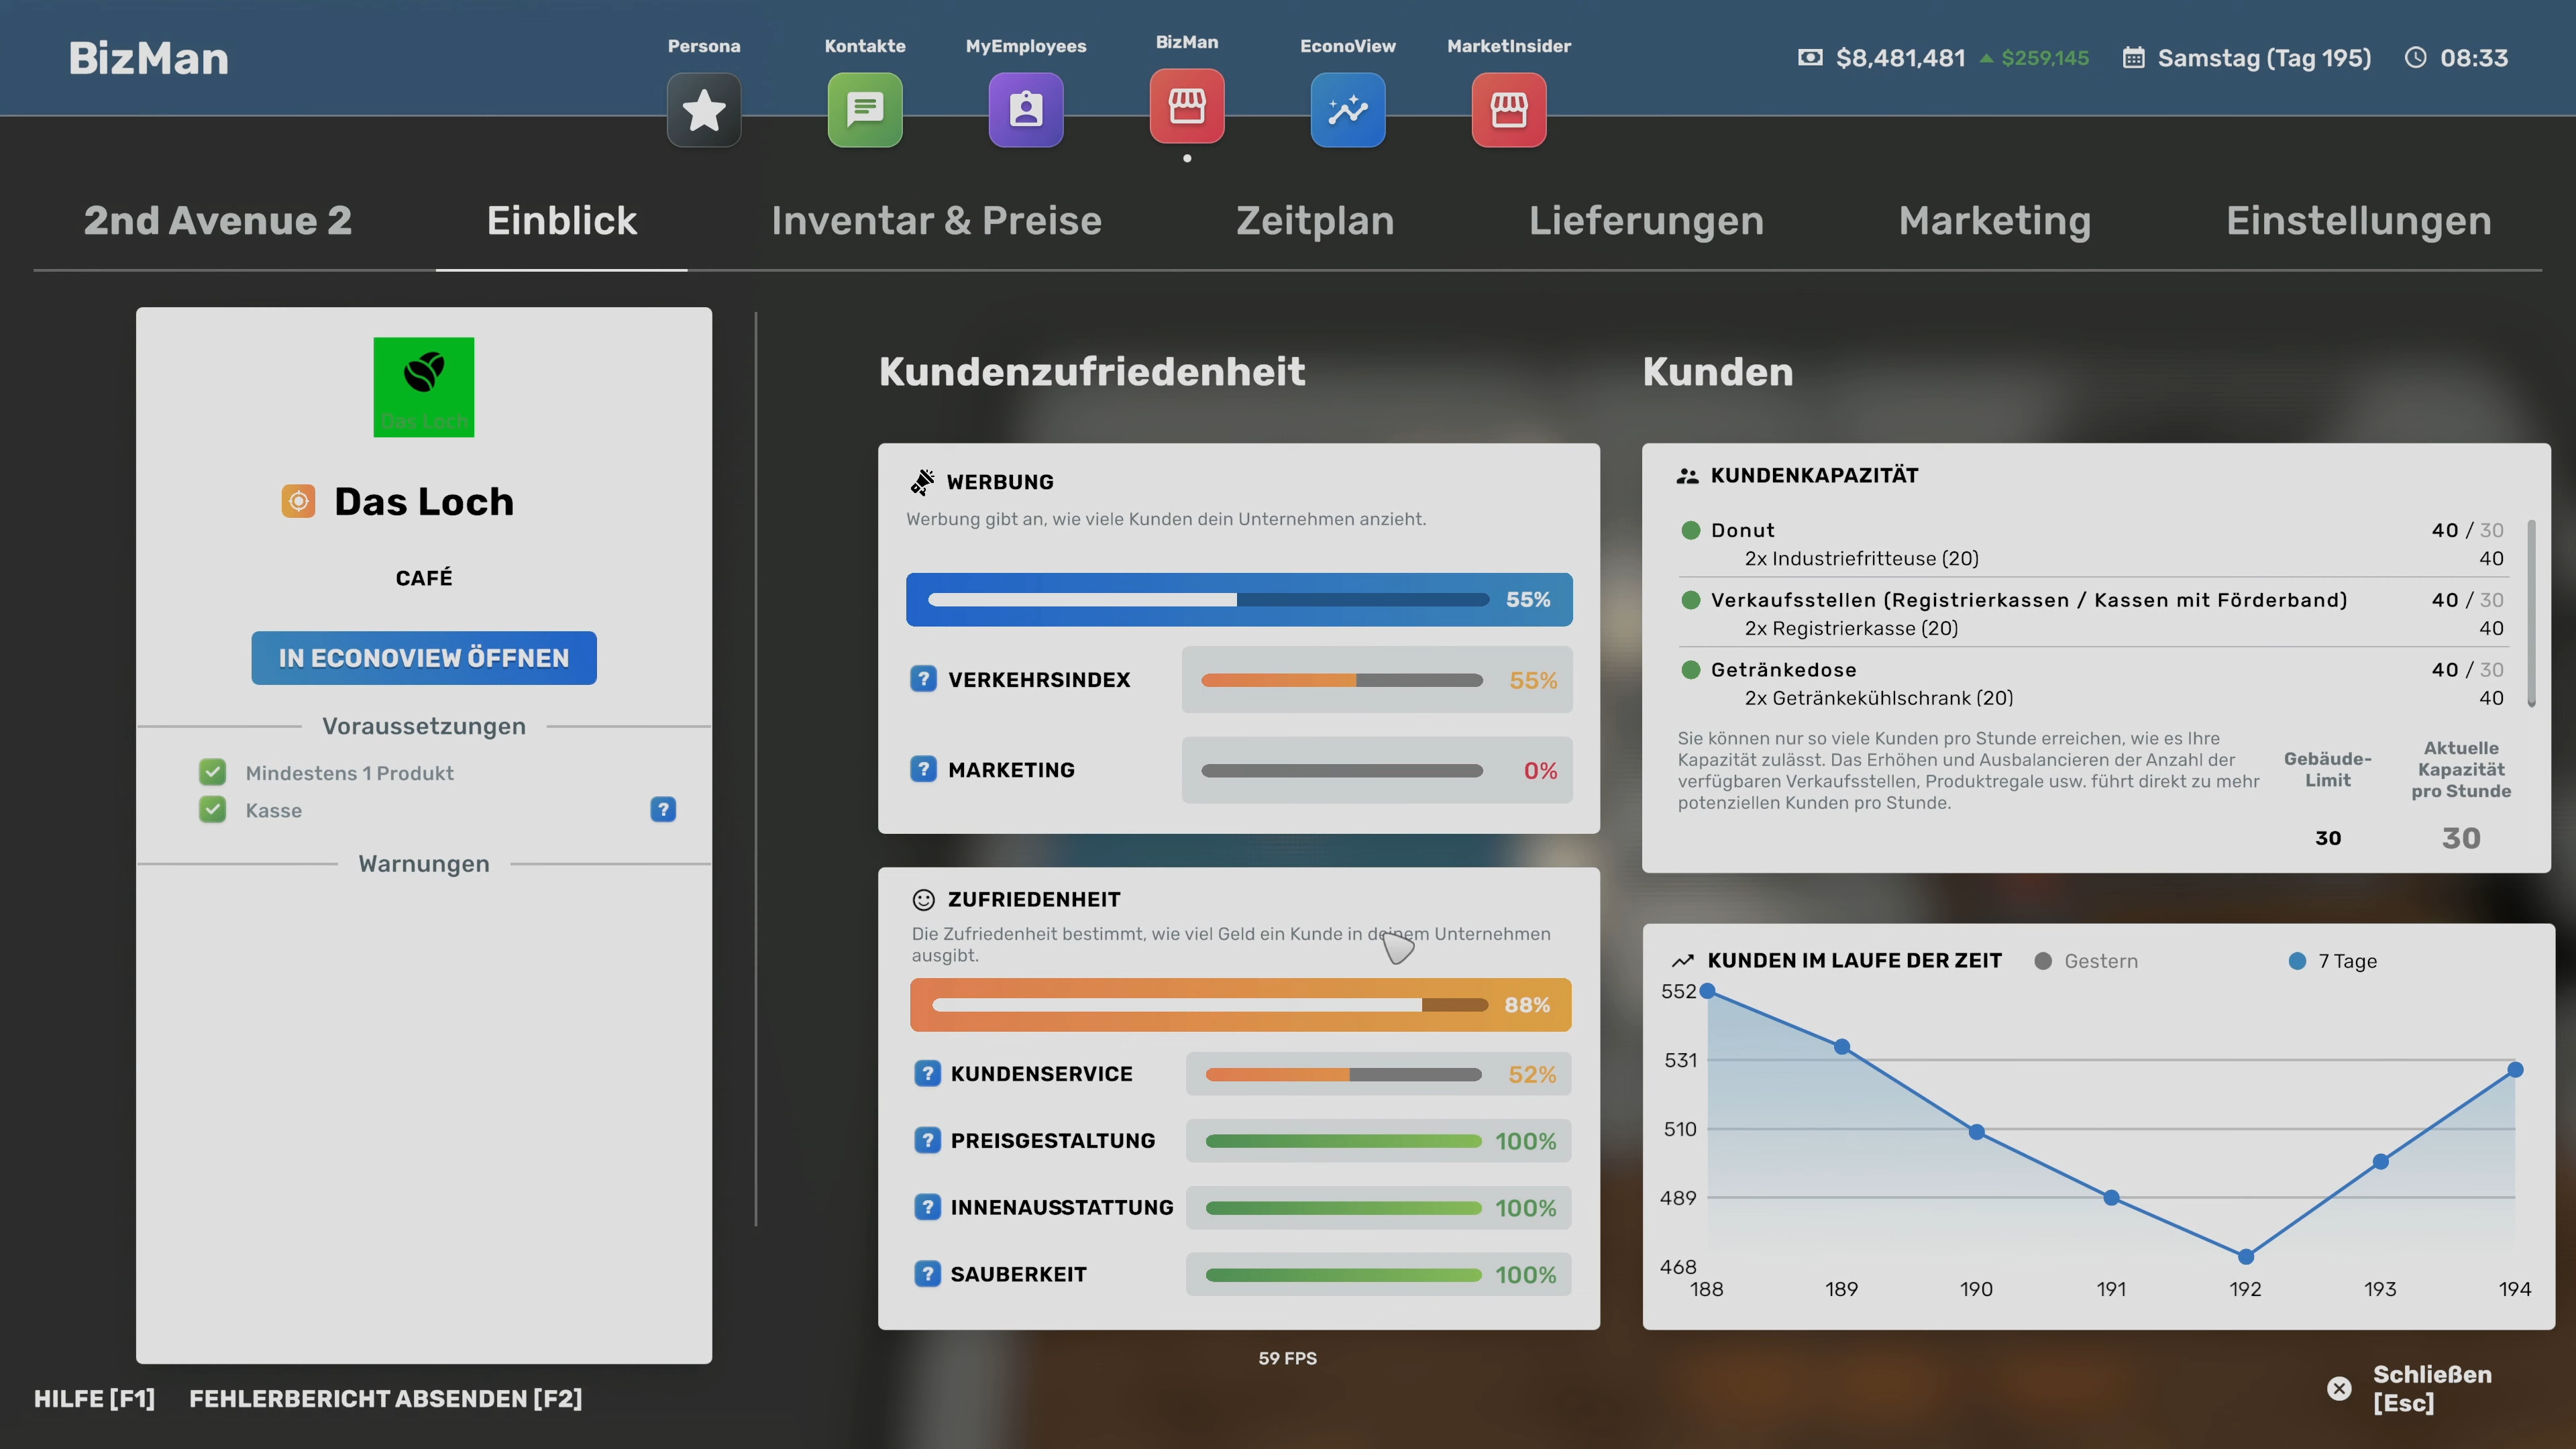 BizMan
Persona
Kontakte
MyEmployees
BizMan
EconoView
MarketInsider
$8,481,481
$259,145
Samstag (Tag 195)
08:33
2nd Avenue 2
Einblick
Inventar & Preise
Zeitplan
Lieferungen
Marketing
Einstellungen
Das Loch
Das Loch
CAFÉ
IN ECONOVIEW ÖFFNEN
Voraussetzungen
Mindestens 1 Produkt
Kasse
?
Warnungen
Kundenzufriedenheit
WERBUNG
Werbung gibt an, wie viele Kunden dein Unternehmen anzieht.
55%
? VERKEHRSINDEX 55%
? MARKETING 0%
ZUFRIEDENHEIT
Die Zufriedenheit bestimmt, wie viel Geld ein Kunde in deinem Unternehmen
ausgibt.
88%
? KUNDENSERVICE 52%
? PREISGESTALTUNG 100%
? INNENAUSSTATTUNG 100%
? SAUBERKEIT 100%
Kunden
KUNDENKAPAZITÄT
Donut 40 / 30
2x Industriefritteuse (20) 40
Verkaufsstellen (Registrierkassen / Kassen mit Förderband) 40 / 30
2x Registrierkasse (20) 40
Getränkedose 40 / 30
2x Getränkekühlschrank (20) 40
Sie können nur so viele Kunden pro Stunde erreichen, wie es Ihre
Kapazität zulässt. Das Erhöhen und Ausbalancieren der Anzahl der
verfügbaren Verkaufsstellen, Produktregale usw. führt direkt zu mehr
potenziellen Kunden pro Stunde.
Gebäude-
Limit
30
Aktuelle
Kapazität
pro Stunde
30
KUNDEN IM LAUFE DER ZEIT
Gestern
7 Tage
552
531
510
489
468
188 189 190 191 192 193 194
59 FPS
HILFE [F1]
FEHLERBERICHT ABSENDEN [F2]
Schließen
[Esc]